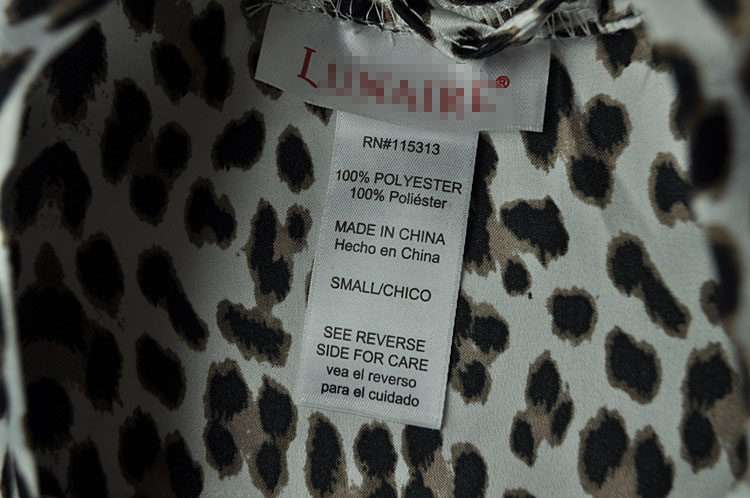 RN#115313
100% POLYESTER
100% Poliéster
MADE IN CHINA
Hecho en China
SMALL/CHICO
SEE REVERSE
SIDE FOR CARE
vea el reverso
para el cuidado